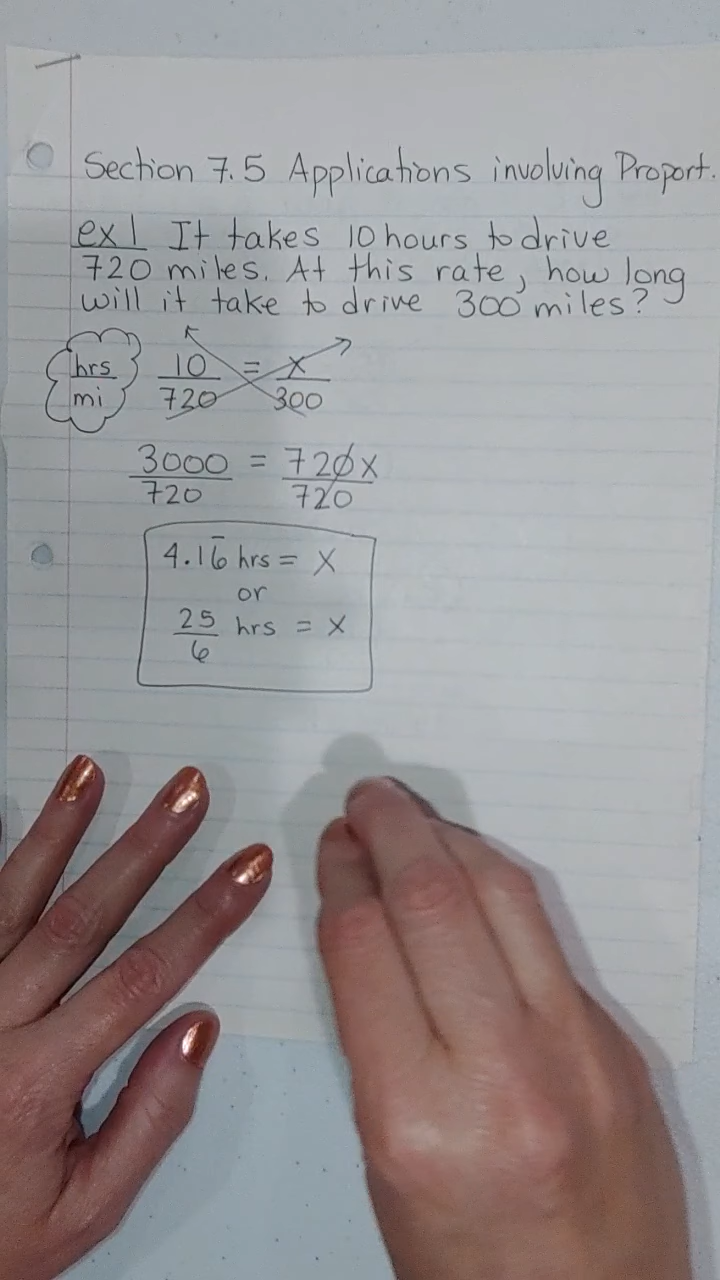 Section 7.5 Applications involving Proport.
ex 1 It takes 10 hours to drive
720 miles. At this rate, how long
will it take to drive 300 miles?
hrs/mi 10/720 = x/300
3000/720 = 720x/720
4.16̅ hrs = x
or
25/6 hrs = x